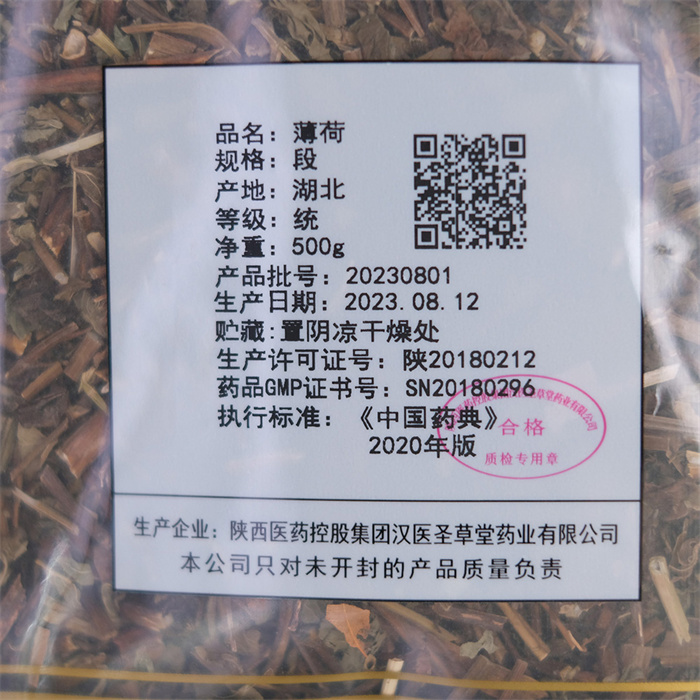 品名：薄荷
规格：段
产地：湖北
等级：统
净重：500g
产品批号：20230801
生产日期：2023.08.12
贮藏:置阴凉干燥处
生产许可证号：陕20180212
药品GMP证书号：SN20180296
执行标准：《中国药典》
2020年版
合格
质检专用章
生产企业：陕西医药控股集团汉医圣草堂药业有限公司
本公司只对未开封的产品质量负责